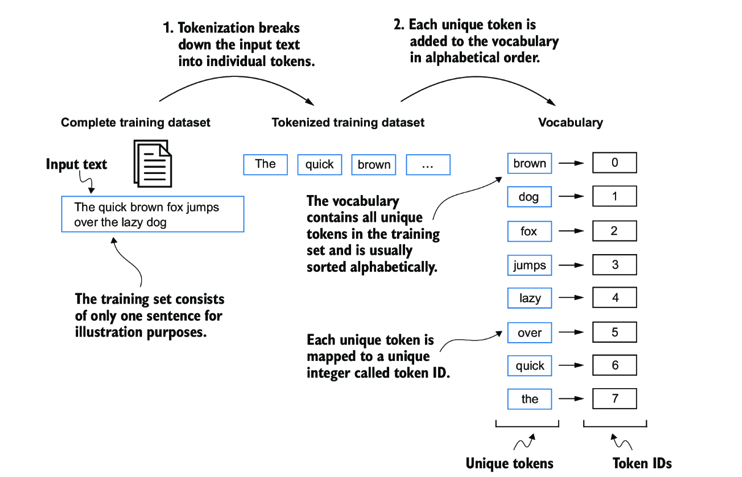 1. Tokenization breaks
down the input text
into individual tokens.
2. Each unique token is
added to the vocabulary
in alphabetical order.
Complete training dataset
Tokenized training dataset
Vocabulary
Input text
The quick brown fox jumps
over the lazy dog
The training set consists
of only one sentence for
illustration purposes.
The quick brown ...
The vocabulary
contains all unique
tokens in the training
set and is usually
sorted alphabetically.
Each unique token is
mapped to a unique
integer called token ID.
brown 0
dog 1
fox 2
jumps 3
lazy 4
over 5
quick 6
the 7
Unique tokens
Token IDs